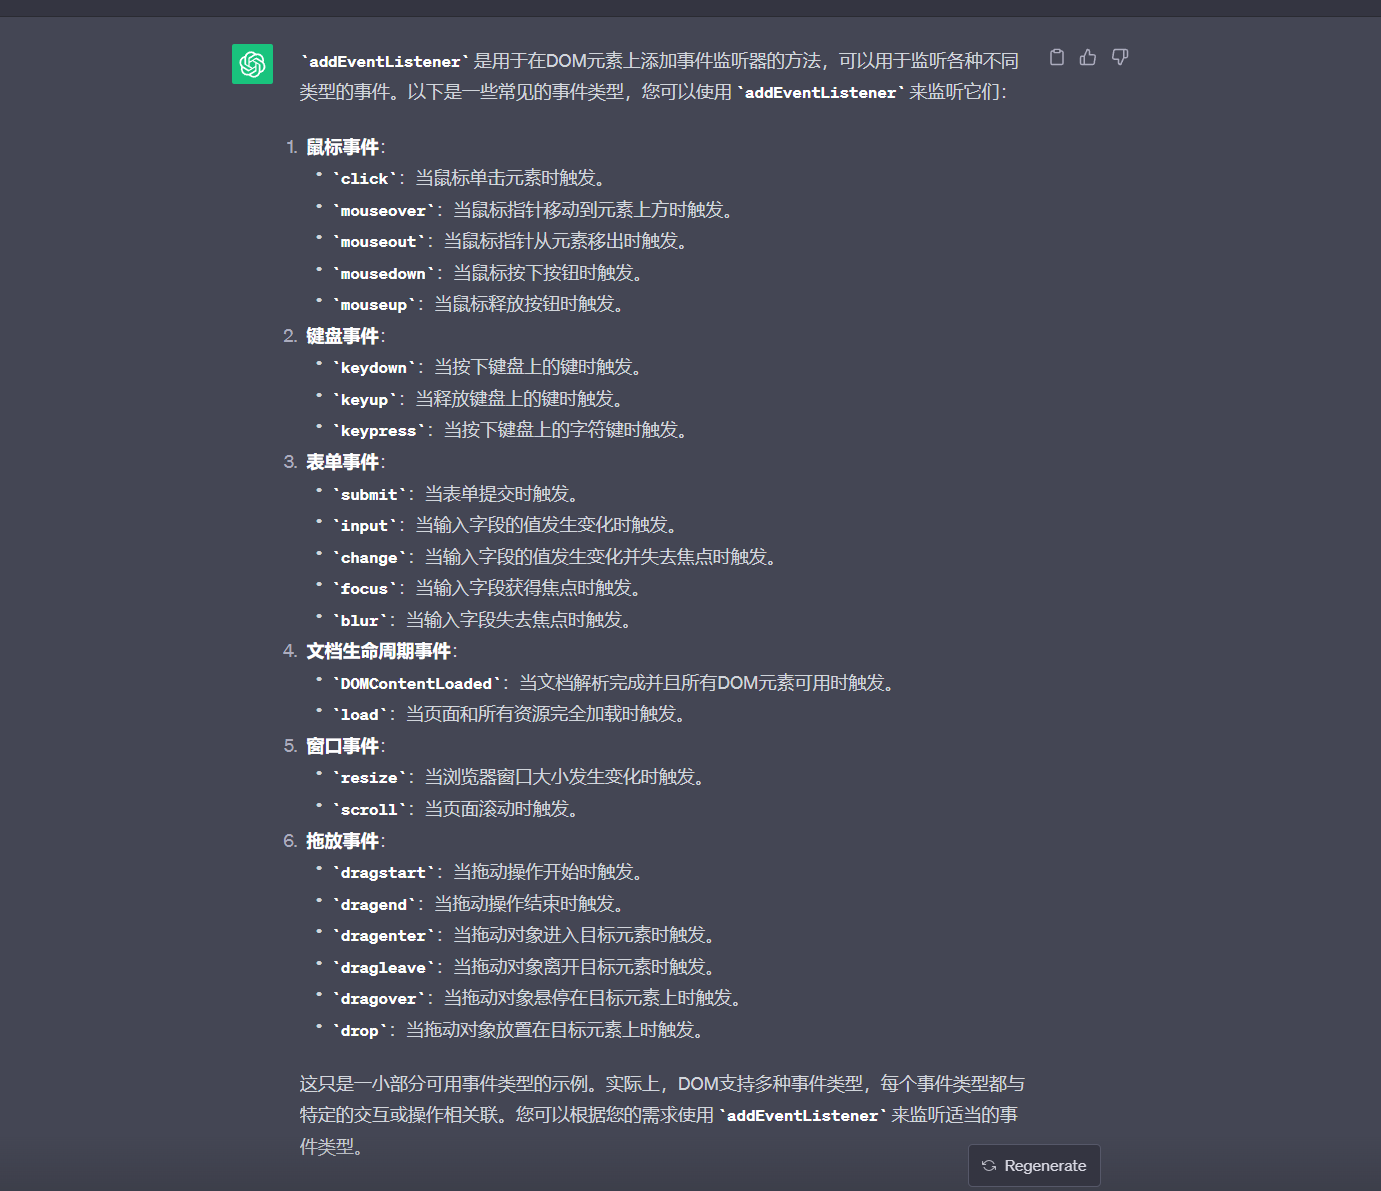 `addEventListener` 是用于在DOM元素上添加事件监听器的方法，可以用于监听各种不同
类型的事件。以下是一些常见的事件类型，您可以使用 `addEventListener` 来监听它们：
1. 鼠标事件：
• `click`：当鼠标单击元素时触发。
• `mouseover`：当鼠标指针移动到元素上方时触发。
• `mouseout`：当鼠标指针从元素移出时触发。
• `mousedown`：当鼠标按下按钮时触发。
• `mouseup`：当鼠标释放按钮时触发。
2. 键盘事件：
• `keydown`：当按下键盘上的键时触发。
• `keyup`：当释放键盘上的键时触发。
• `keypress`：当按下键盘上的字符键时触发。
3. 表单事件：
• `submit`：当表单提交时触发。
• `input`：当输入字段的值发生变化时触发。
• `change`：当输入字段的值发生变化并失去焦点时触发。
• `focus`：当输入字段获得焦点时触发。
• `blur`：当输入字段失去焦点时触发。
4. 文档生命周期事件：
• `DOMContentLoaded`：当文档解析完成并且所有DOM元素可用时触发。
• `load`：当页面和所有资源完全加载时触发。
5. 窗口事件：
• `resize`：当浏览器窗口大小发生变化时触发。
• `scroll`：当页面滚动时触发。
6. 拖放事件：
• `dragstart`：当拖动操作开始时触发。
• `dragend`：当拖动操作结束时触发。
• `dragenter`：当拖动对象进入目标元素时触发。
• `dragleave`：当拖动对象离开目标元素时触发。
• `dragover`：当拖动对象悬停在目标元素上时触发。
• `drop`：当拖动对象放置在目标元素上时触发。
这只是一小部分可用事件类型的示例。实际上，DOM支持多种事件类型，每个事件类型都与
特定的交互或操作相关联。您可以根据您的需求使用 `addEventListener` 来监听适当的事
件类型。
Regenerate